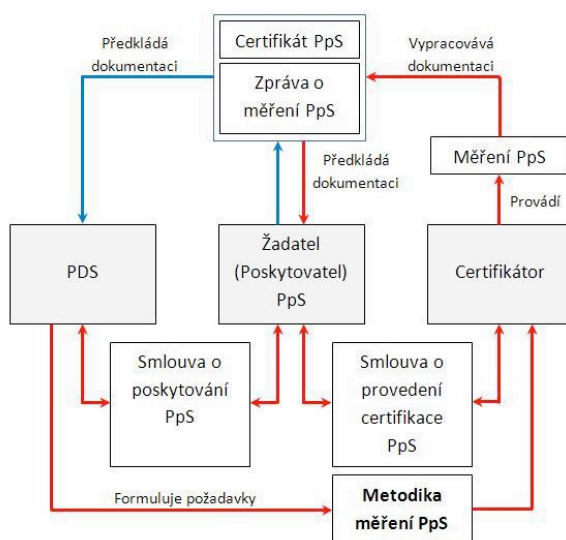 Předkládá
dokumentaci
Certifikát PpS
Zpráva o
měření PpS
Vypracovává
dokumentaci
Předkládá
dokumentaci
Měření PpS
Provádí
PDS
Žadatel
(Poskytovatel)
PpS
Certifikátor
Smlouva o
poskytování
PpS
Smlouva o
provedení
certifikace
PpS
Formuluje požadavky
Metodika
měření PpS